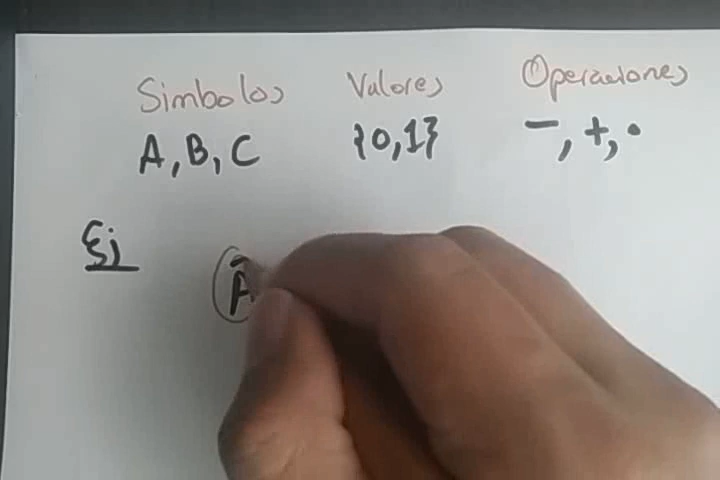 Simbolos Valores Operaciones
A, B, C {0,1} –, +, •
Ej
Ā